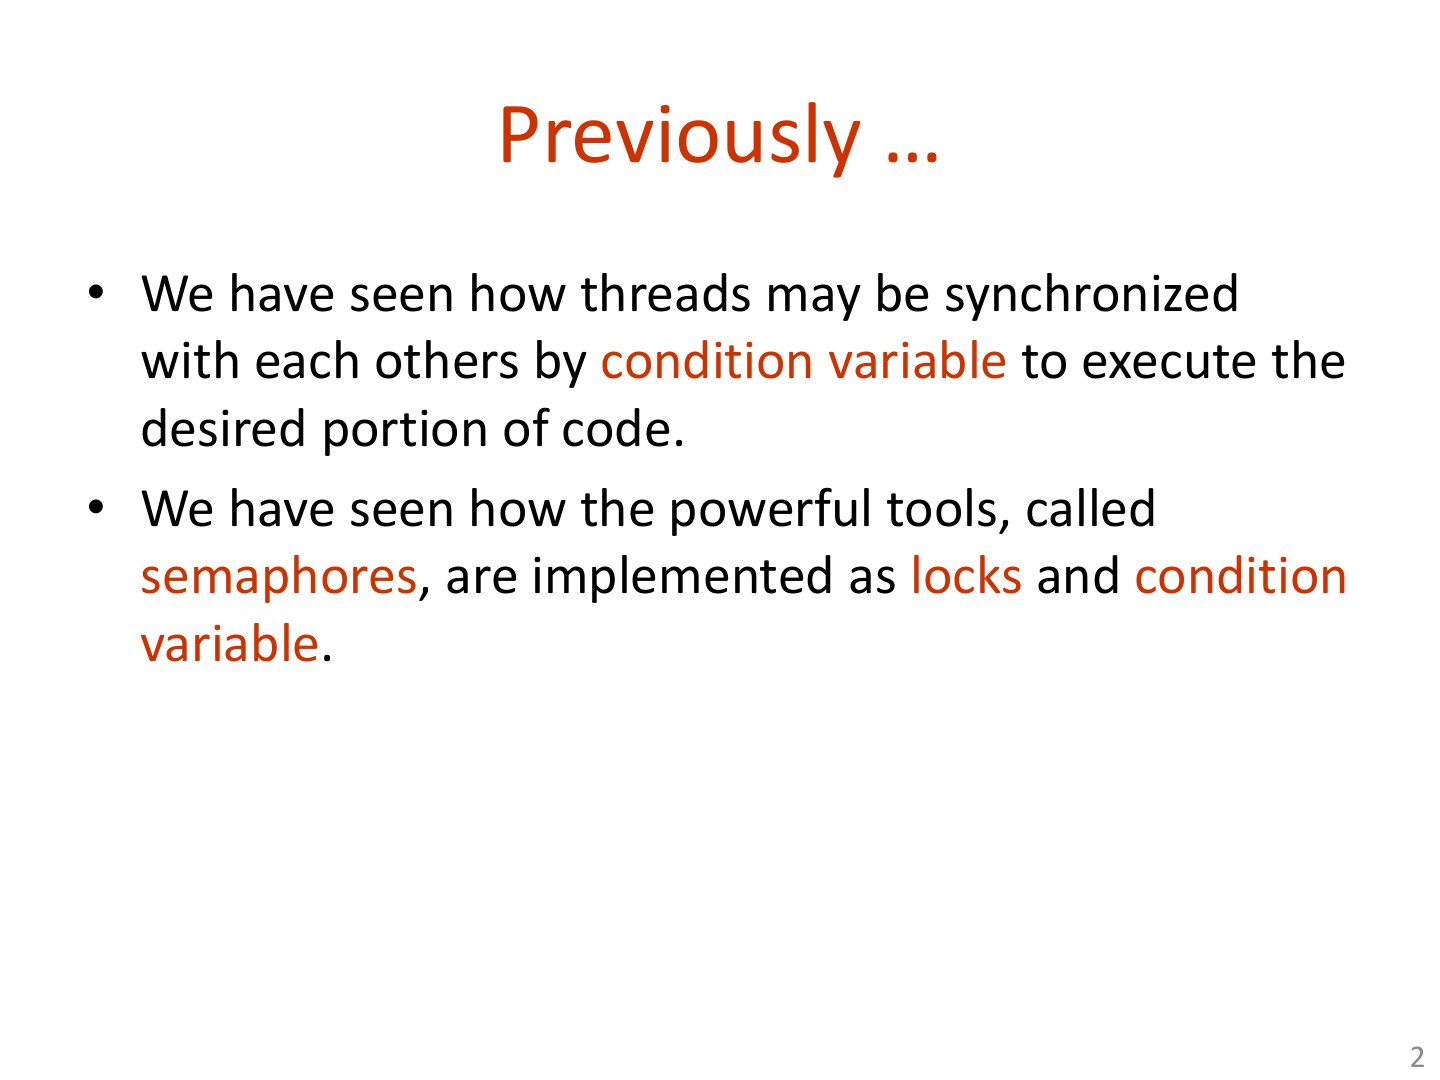 Previously …
• We have seen how threads may be synchronized
with each others by condition variable to execute the
desired portion of code.
• We have seen how the powerful tools, called
semaphores, are implemented as locks and condition
variable.
2